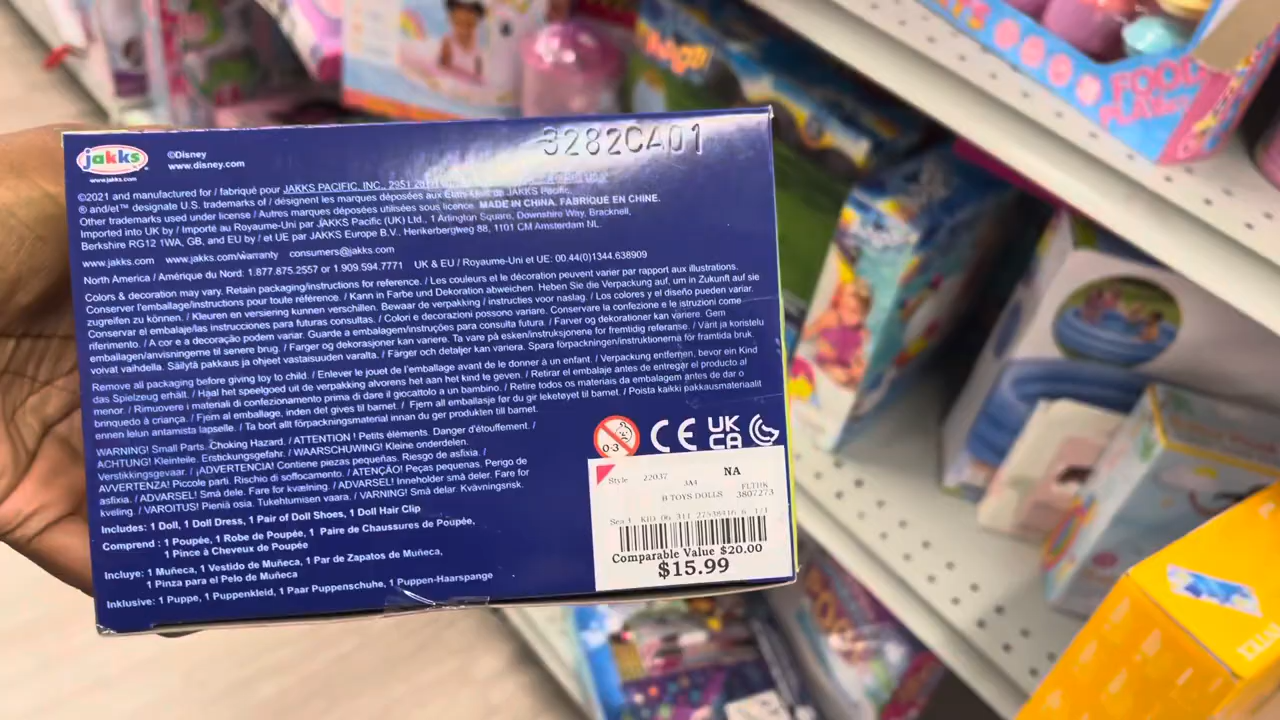 jakks
www.jakks.com
©Disney
www.disney.com
3282CA01
©2021 and manufactured for / fabriqué pour JAKKS PACIFIC, INC., 2951
® and/et™ designate U.S. trademarks of / désignent les marques déposées aux États-Unis de JAKKS Pacific.
Other trademarks used under license / Autres marques déposées utilisées sous licence. MADE IN CHINA. FABRIQUÉ EN CHINE.
Imported into UK by / Importé au Royaume-Uni par JAKKS Pacific (UK) Ltd., 1 Arlington Square, Downshire Way, Bracknell,
Berkshire RG12 1WA, GB, and EU by / et UE par JAKKS Europe B.V., Herikerbergweg 88, 1101 CM Amsterdam NL.
www.jakks.com www.jakks.com/warranty consumers@jakks.com
North America / Amérique du Nord: 1.877.875.2557 or 1.909.594.7771 UK & EU / Royaume-Uni et UE: 00.44(0)1344.638909
Colors & decoration may vary. Retain packaging/instructions for reference. / Les couleurs et le décoration peuvent varier par rapport aux illustrations.
Conserver l'emballage/instructions pour toute référence. / Kann in Farbe und Dekoration abweichen. Heben Sie die Verpackung auf, um in Zukunft auf sie
zugreifen zu können. / Kleuren en versiering kunnen verschillen. Bewaar de verpakking / instructies voor naslag. / Los colores y el diseño pueden variar.
Conservar el embalaje/las instrucciones para futuras consultas. / Colori e decorazioni possono variare. Conservare la confezione e le istruzioni come
riferimento. / A cor e a decoração podem variar. Guarde a embalagem/instruções para consulta futura. / Farver og dekorationer kan variere. Gem
emballagen/anvisningerne til senere brug. / Farger og dekorasjoner kan variere. Ta vare på esken/instruksjonene for fremtidig referanse. / Värit ja koristelu
voivat vaihdella. Säilytä pakkaus ja ohjeet vastaisuuden varalta. / Färger och detaljer kan variera. Spara förpackningen/instruktionerna för framtida bruk.
Remove all packaging before giving toy to child. / Enlever le jouet de l'emballage avant de le donner à un enfant. / Verpackung entfernen, bevor ein Kind
das Spielzeug erhält. / Haal het speelgoed uit de verpakking alvorens het aan het kind te geven. / Retirar el embalaje antes de entregar el producto al
menor. / Rimuovere i materiali di confezionamento prima di dare il giocattolo a un bambino. / Retire todos os materiais da embalagem antes de dar o
brinquedo à criança. / Fjern al emballage, inden det gives til barnet. / Fjern all emballasje før du gir leketøyet til barnet. / Poista kaikki pakkausmateriaalit
ennen lelun antamista lapselle. / Ta bort allt förpackningsmaterial innan du ger produkten till barnet.
WARNING! Small Parts. Choking Hazard. / ATTENTION ! Petits éléments. Danger d'étouffement. /
ACHTUNG! Kleinteile. Erstickungsgefahr. / WAARSCHUWING! Kleine onderdelen.
Verstikkingsgevaar. / ¡ADVERTENCIA! Contiene piezas pequeñas. Riesgo de asfixia. /
AVVERTENZA! Piccole parti. Rischio di soffocamento. / ATENÇÃO! Peças pequenas. Perigo de
asfixia. / ADVARSEL! Små dele. Fare for kvælning. / ADVARSEL! Inneholder små deler. Fare for
kveling. / VAROITUS! Pieniä osia. Tukehtumisen vaara. / VARNING! Små delar. Kvävningsrisk.
Includes: 1 Doll, 1 Doll Dress, 1 Pair of Doll Shoes, 1 Doll Hair Clip
Comprend : 1 Poupée, 1 Robe de Poupée, 1 Paire de Chaussures de Poupée,
1 Pince à Cheveux de Poupée
Incluye: 1 Muñeca, 1 Vestido de Muñeca, 1 Par de Zapatos de Muñeca,
1 Pinza para el Pelo de Muñeca
Inklusive: 1 Puppe, 1 Puppenkleid, 1 Paar Puppenschuhe, 1 Puppen-Haarspange
0-3
CE
UK
CA
Style 22037 NA
3A4 FLTRK
B TOYS DOLLS 3807273
KID 06 311 27538916 6 1/1
Comparable Value $20.00
$15.99
bingo!
FOOD